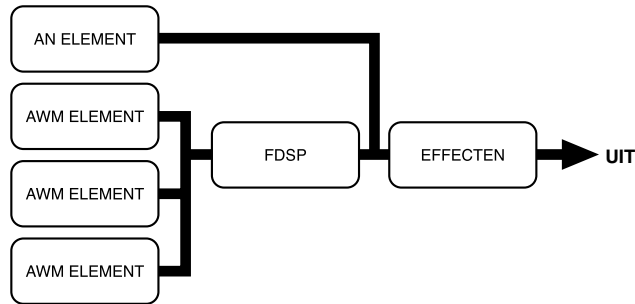 AN ELEMENT
AWM ELEMENT
FDSP
EFFECTEN
UIT
AWM ELEMENT
AWM ELEMENT